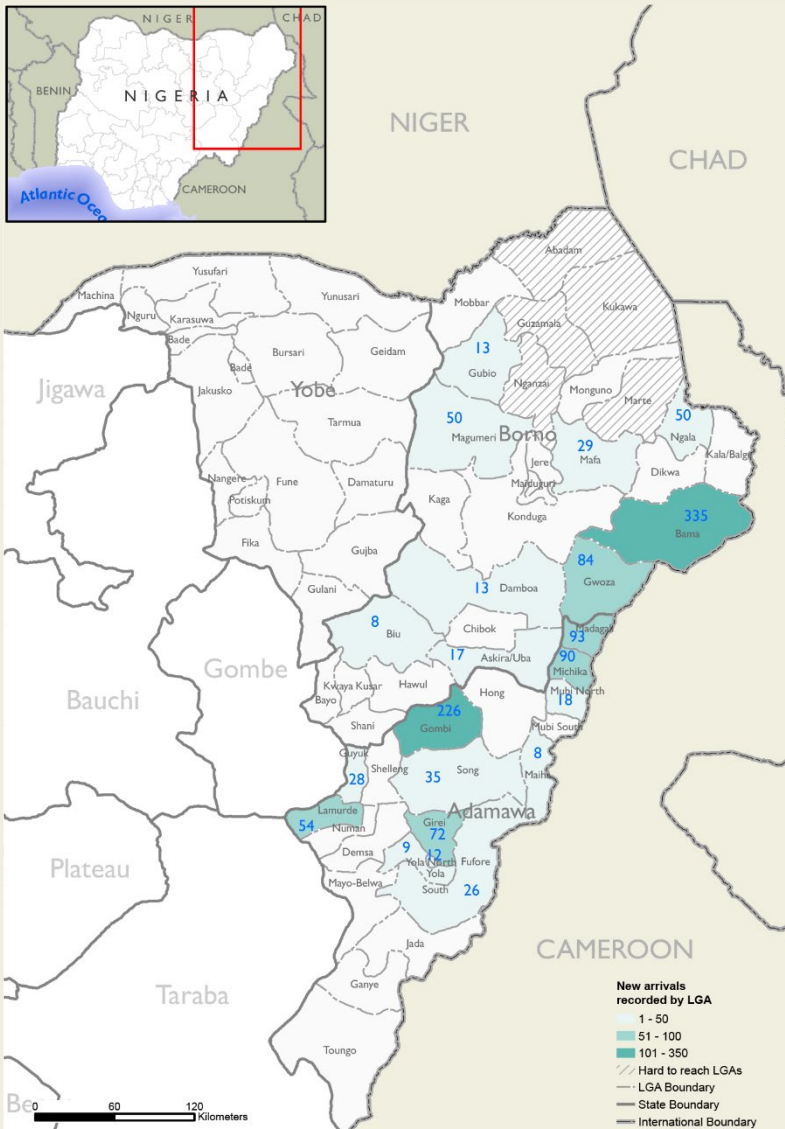 NIGER
CHAD
BENIN
NIGERIA
CAMEROON
NIGER
CHAD
Abadam
Yusufari
Machina
Yunusari
Mobbar
Kukawa
Nguru
Karasuwa
Guzamala
Bade
13
Bursari
Geidam
Gubio
Jigawa
Bade
Nganzai
Monguno
Jakusko
Yobe
Marte
50
50
Tarmua
Magumeri
Borno
29
Ngala
Mafa
Jere
Kala/Balge
Nangere
Fune
Damaturu
Maiduguri
Dikwa
Potiskum
Kaga
Konduga
335
Fika
Gujba
Bama
84
Gulani
13
Damboa
Gwoza
8
Chibok
Madagali
93
Biu
90
17
Askira/Uba
Michika
Gombe
Kwaya Kusar
Hawul
Hong
Mubi North
Bauchi
Bayo
18
226
Shani
Gombi
Mubi South
Guyuk
8
Shelleng
35
Song
Maiha
28
Lamurde
Adamawa
54
Numan
Girei
72
Demsa
9
12
Yola North
Fufore
Plateau
Yola
South
Mayo-Belwa
26
Jada
CAMEROON
Ganye
Taraba
Toungo
New arrivals
recorded by LGA
1 - 50
51 - 100
101 - 350
Hard to reach LGAs
LGA Boundary
State Boundary
International Boundary
0 60 120
Kilometers